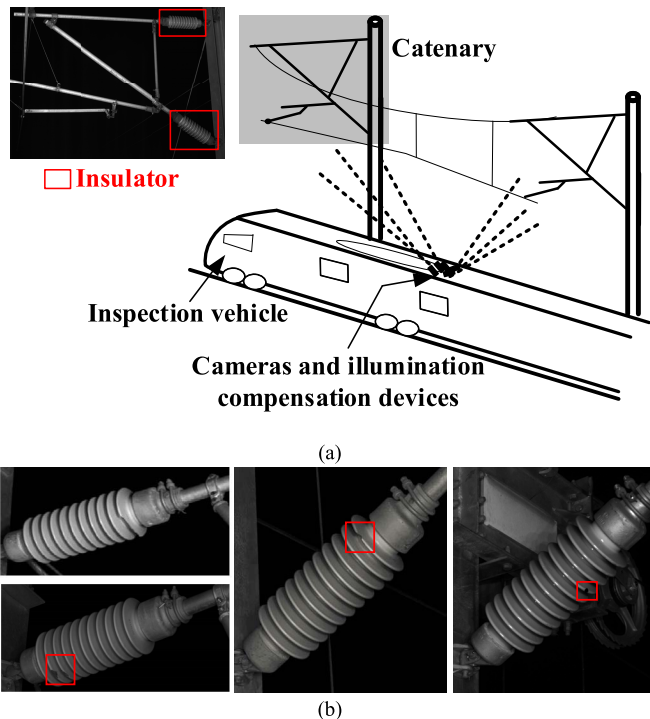 Catenary
Insulator
Inspection vehicle
Cameras and illumination
compensation devices
(a)
(b)